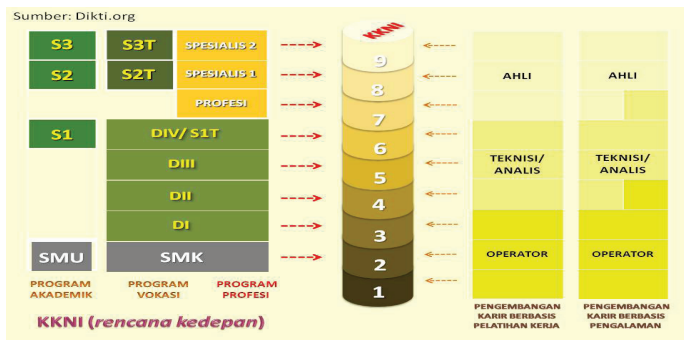 Sumber: Dikti.org
S3
S3T
SPESIALIS 2
S2
S2T
SPESIALIS 1
PROFESI
S1
DIV/ S1T
DIII
DII
DI
SMU
SMK
PROGRAM
AKADEMIK
PROGRAM
VOKASI
PROGRAM
PROFESI
KKNI (rencana kedepan)
KKNI
9
8
7
6
5
4
3
2
1
AHLI
TEKNISI/
ANALIS
OPERATOR
PENGEMBANGAN
KARIR BERBASIS
PELATIHAN KERJA
AHLI
TEKNISI/
ANALIS
OPERATOR
PENGEMBANGAN
KARIR BERBASIS
PENGALAMAN